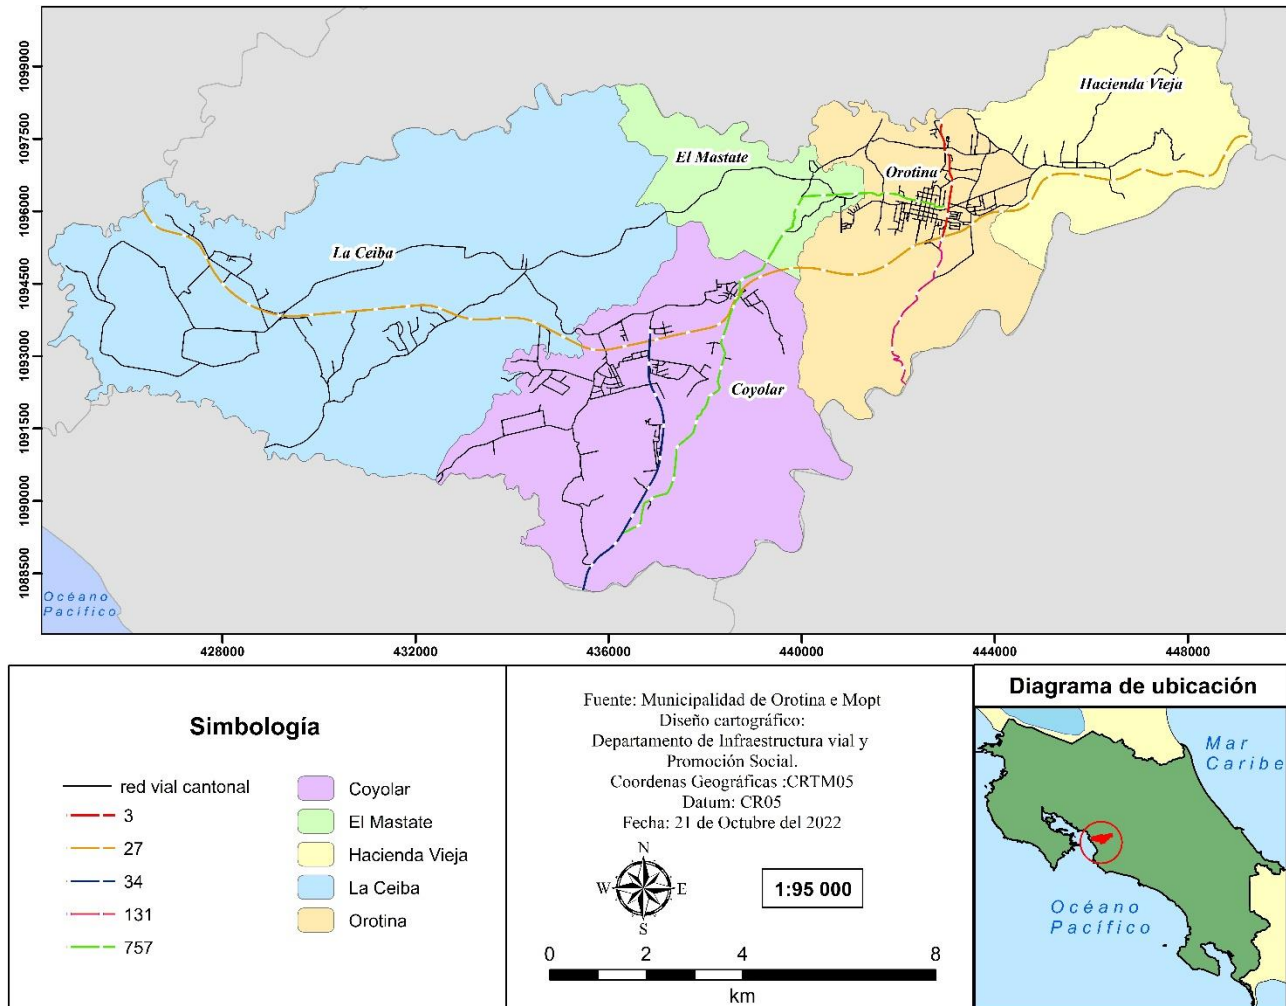 1099000
1097500
1096000
1094500
1093000
1091500
1090000
1088500
Hacienda Vieja
El Mastate
Orotina
La Ceiba
Coyolar
Océano
Pacífico
428000
432000
436000
440000
444000
448000
Simbología
red vial cantonal
3
27
34
131
757
Coyolar
El Mastate
Hacienda Vieja
La Ceiba
Orotina
Fuente: Municipalidad de Orotina e Mopt
Diseño cartográfico:
Departamento de Infraestructura vial y
Promoción Social.
Coordenas Geográficas :CRTM05
Datum: CR05
Fecha: 21 de Octubre del 2022
N
W
E
S
1:95 000
0
2
4
8
km
Diagrama de ubicación
Mar
Caribe
Océano
Pacífico